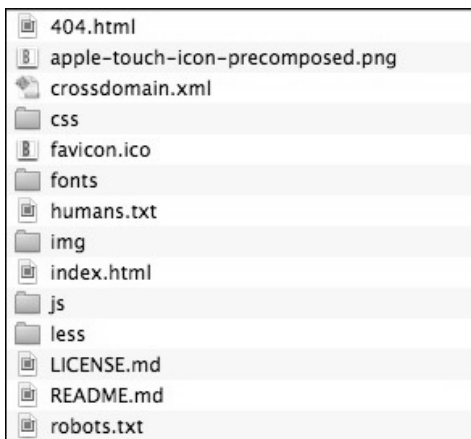 404.html
apple-touch-icon-precomposed.png
crossdomain.xml
css
favicon.ico
fonts
humans.txt
img
index.html
js
less
LICENSE.md
README.md
robots.txt